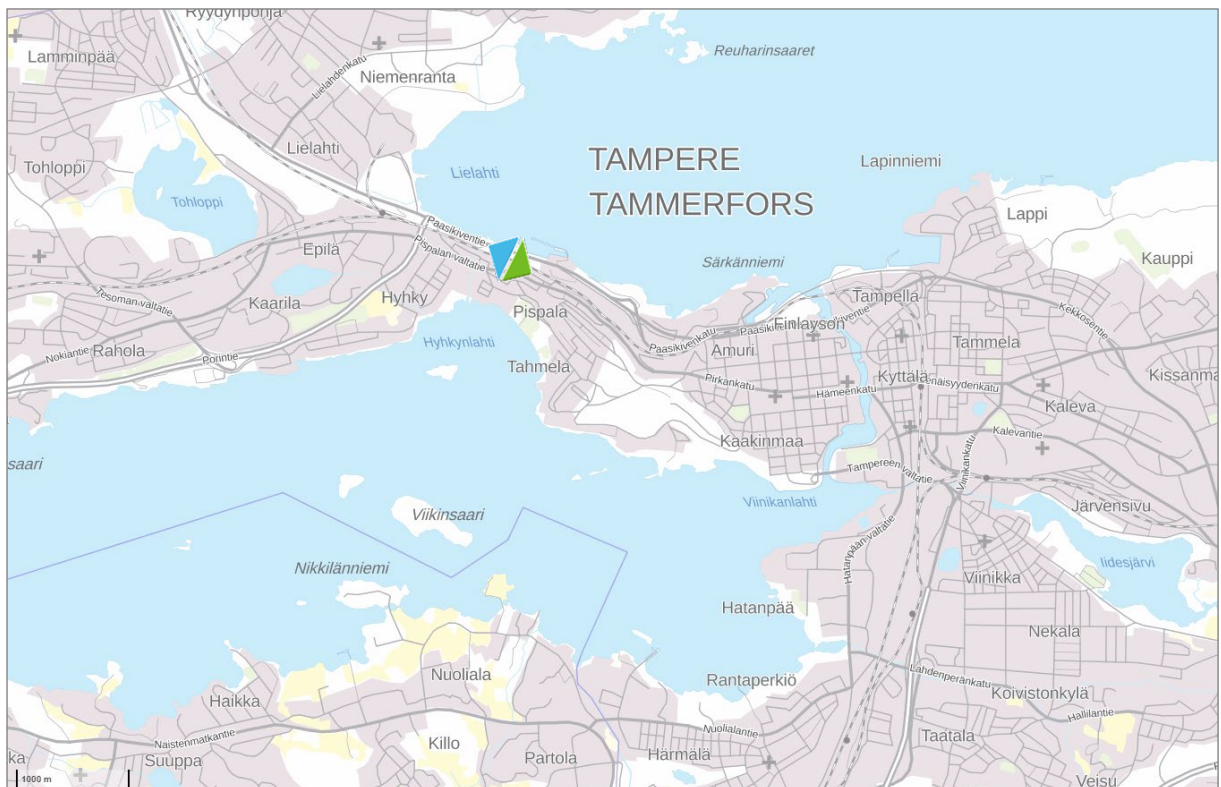 Ryydynpohja
Lamminpää
Lielahdenkatu
Niemenranta
Reuharinsaaret
TAMPERE
TAMMERFORS
Lielahti
Lapinniemi
Tohloppi
Lielahti
Tohloppi
Lappi
Paasikiventie
Pispalan valtatie
Epilä
Särkänniemi
Kauppi
Tesoman valtatie
Kaarila
Hyhky
Pispala
Tampella
Kekkosentie
Finlayson
Paasikivenkatu
Nokiantie
Rahola
Porintie
Hyhkynlahti
Tahmela
Amuri
Tammela
Pirkankatu
Hämeenkatu
Kyttälä
enäisyydenkatu
Kissanma
Kaleva
Kaakinmaa
Kalevantie
saari
Tampereen valtatie
Viinikankatu
Viikinsaari
Viinikanlahti
Järvensivu
Hatanpään valtatie
Nikkilänniemi
Viinikka
Iidesjärvi
Hatanpää
Nekala
Nuoliala
Rantaperkiö
Lahdenperänkatu
Haikka
Koivistonkylä
Hallilantie
Naistenmatkantie
Killo
Nuolialantie
Taatala
ka
Suuppa
Partola
Härmälä
Veisu
1000 m